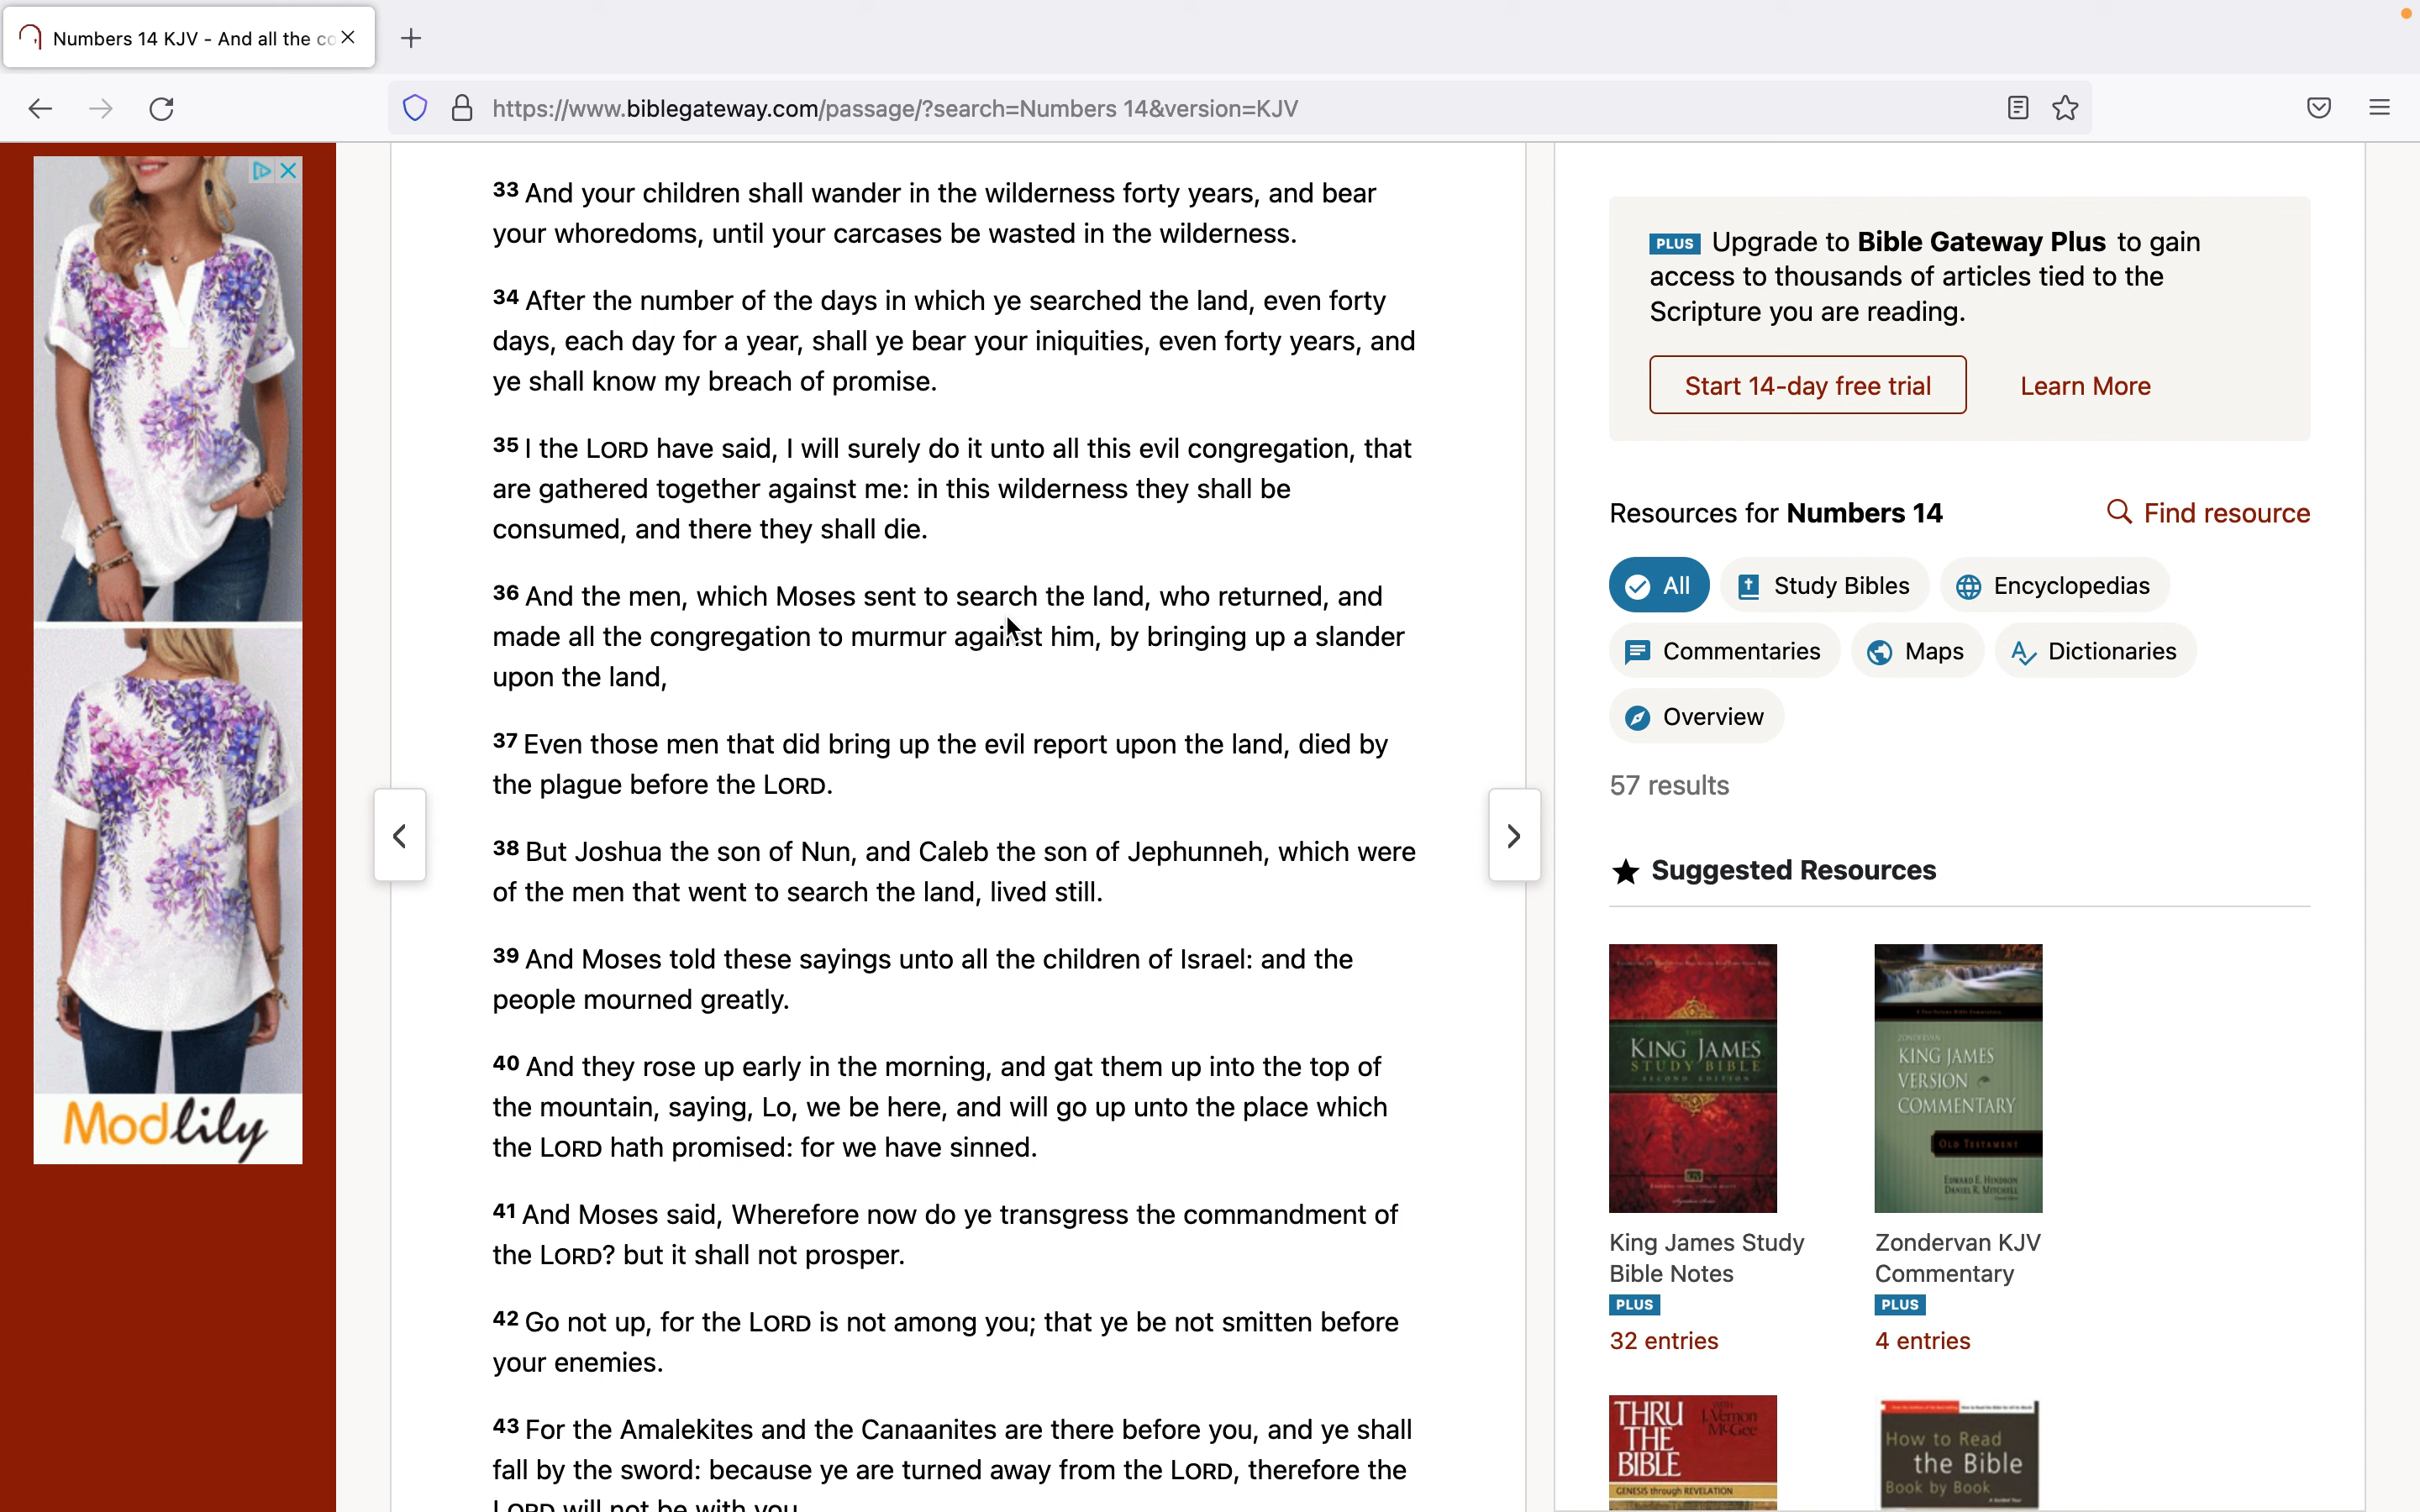 Numbers 14 KJV - And all the co
https://www.biblegateway.com/passage/?search=Numbers 14&version=KJV
Modlily
33 And your children shall wander in the wilderness forty years, and bear
your whoredoms, until your carcases be wasted in the wilderness.
34 After the number of the days in which ye searched the land, even forty
days, each day for a year, shall ye bear your iniquities, even forty years, and
ye shall know my breach of promise.
35 I the LORD have said, I will surely do it unto all this evil congregation, that
are gathered together against me: in this wilderness they shall be
consumed, and there they shall die.
36 And the men, which Moses sent to search the land, who returned, and
made all the congregation to murmur against him, by bringing up a slander
upon the land,
37 Even those men that did bring up the evil report upon the land, died by
the plague before the LORD.
38 But Joshua the son of Nun, and Caleb the son of Jephunneh, which were
of the men that went to search the land, lived still.
39 And Moses told these sayings unto all the children of Israel: and the
people mourned greatly.
40 And they rose up early in the morning, and gat them up into the top of
the mountain, saying, Lo, we be here, and will go up unto the place which
the LORD hath promised: for we have sinned.
41 And Moses said, Wherefore now do ye transgress the commandment of
the LORD? but it shall not prosper.
42 Go not up, for the LORD is not among you; that ye be not smitten before
your enemies.
43 For the Amalekites and the Canaanites are there before you, and ye shall
fall by the sword: because ye are turned away from the LORD, therefore the
LORD will not be with you
PLUS Upgrade to Bible Gateway Plus to gain
access to thousands of articles tied to the
Scripture you are reading.
Start 14-day free trial
Learn More
Resources for Numbers 14
Find resource
All
Study Bibles
Encyclopedias
Commentaries
Maps
Dictionaries
Overview
57 results
Suggested Resources
THE
KING JAMES
STUDY BIBLE
SECOND EDITION
ZONDERVAN
KING JAMES
VERSION
COMMENTARY
OLD TESTAMENT
EDWARD E. HINDSON
DANIEL R. MITCHELL
King James Study
Bible Notes
PLUS
32 entries
Zondervan KJV
Commentary
PLUS
4 entries
THRU
THE
BIBLE
WITH
J. Vernon
McGee
GENESIS through REVELATION
How to Read
the Bible
Book by Book